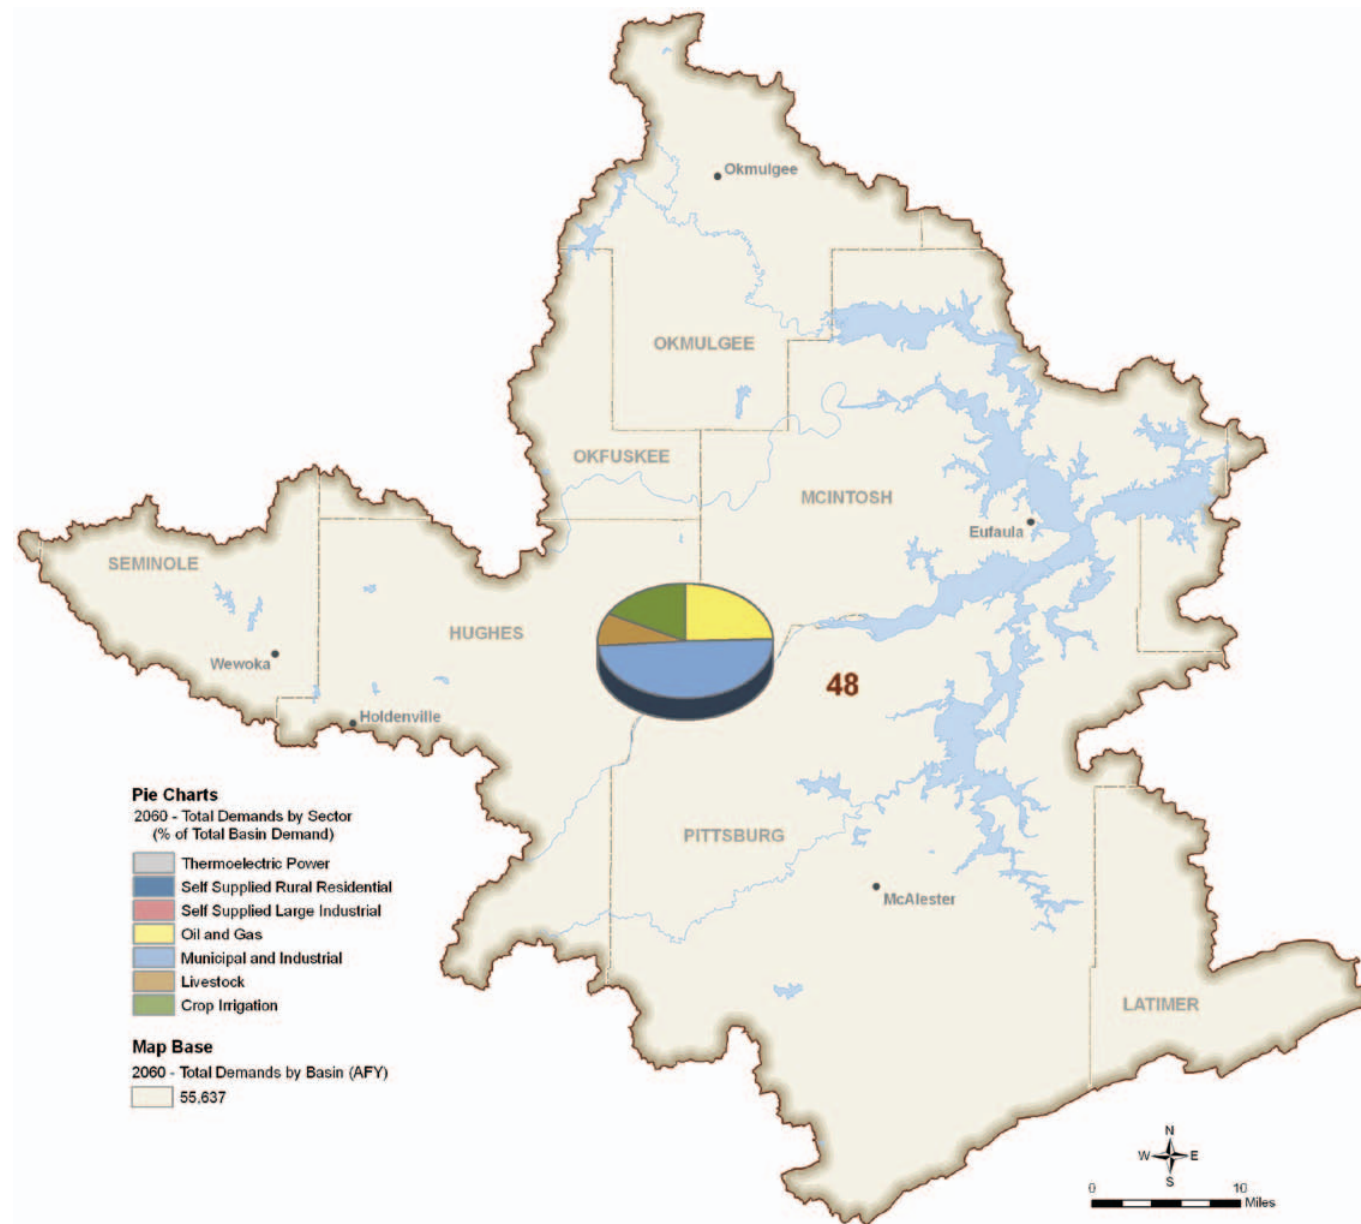 Okmulgee
OKMULGEE
OKFUSKEE
MCINTOSH
Eufaula
SEMINOLE
HUGHES
Wewoka
48
Holdenville
Pie Charts
2060 - Total Demands by Sector
(% of Total Basin Demand)
Thermoelectric Power
Self Supplied Rural Residential
Self Supplied Large Industrial
Oil and Gas
Municipal and Industrial
Livestock
Crop Irrigation
PITTSBURG
McAlester
LATIMER
Map Base
2060 - Total Demands by Basin (AFY)
55,637
N
W E
S
0 10
Miles